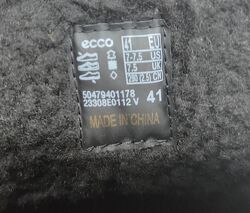 ecco 41 EU
7-7.5 US
7.5 UK
260 (2.5) CN
50479401178
23308E0112 V 41
MADE IN CHINA